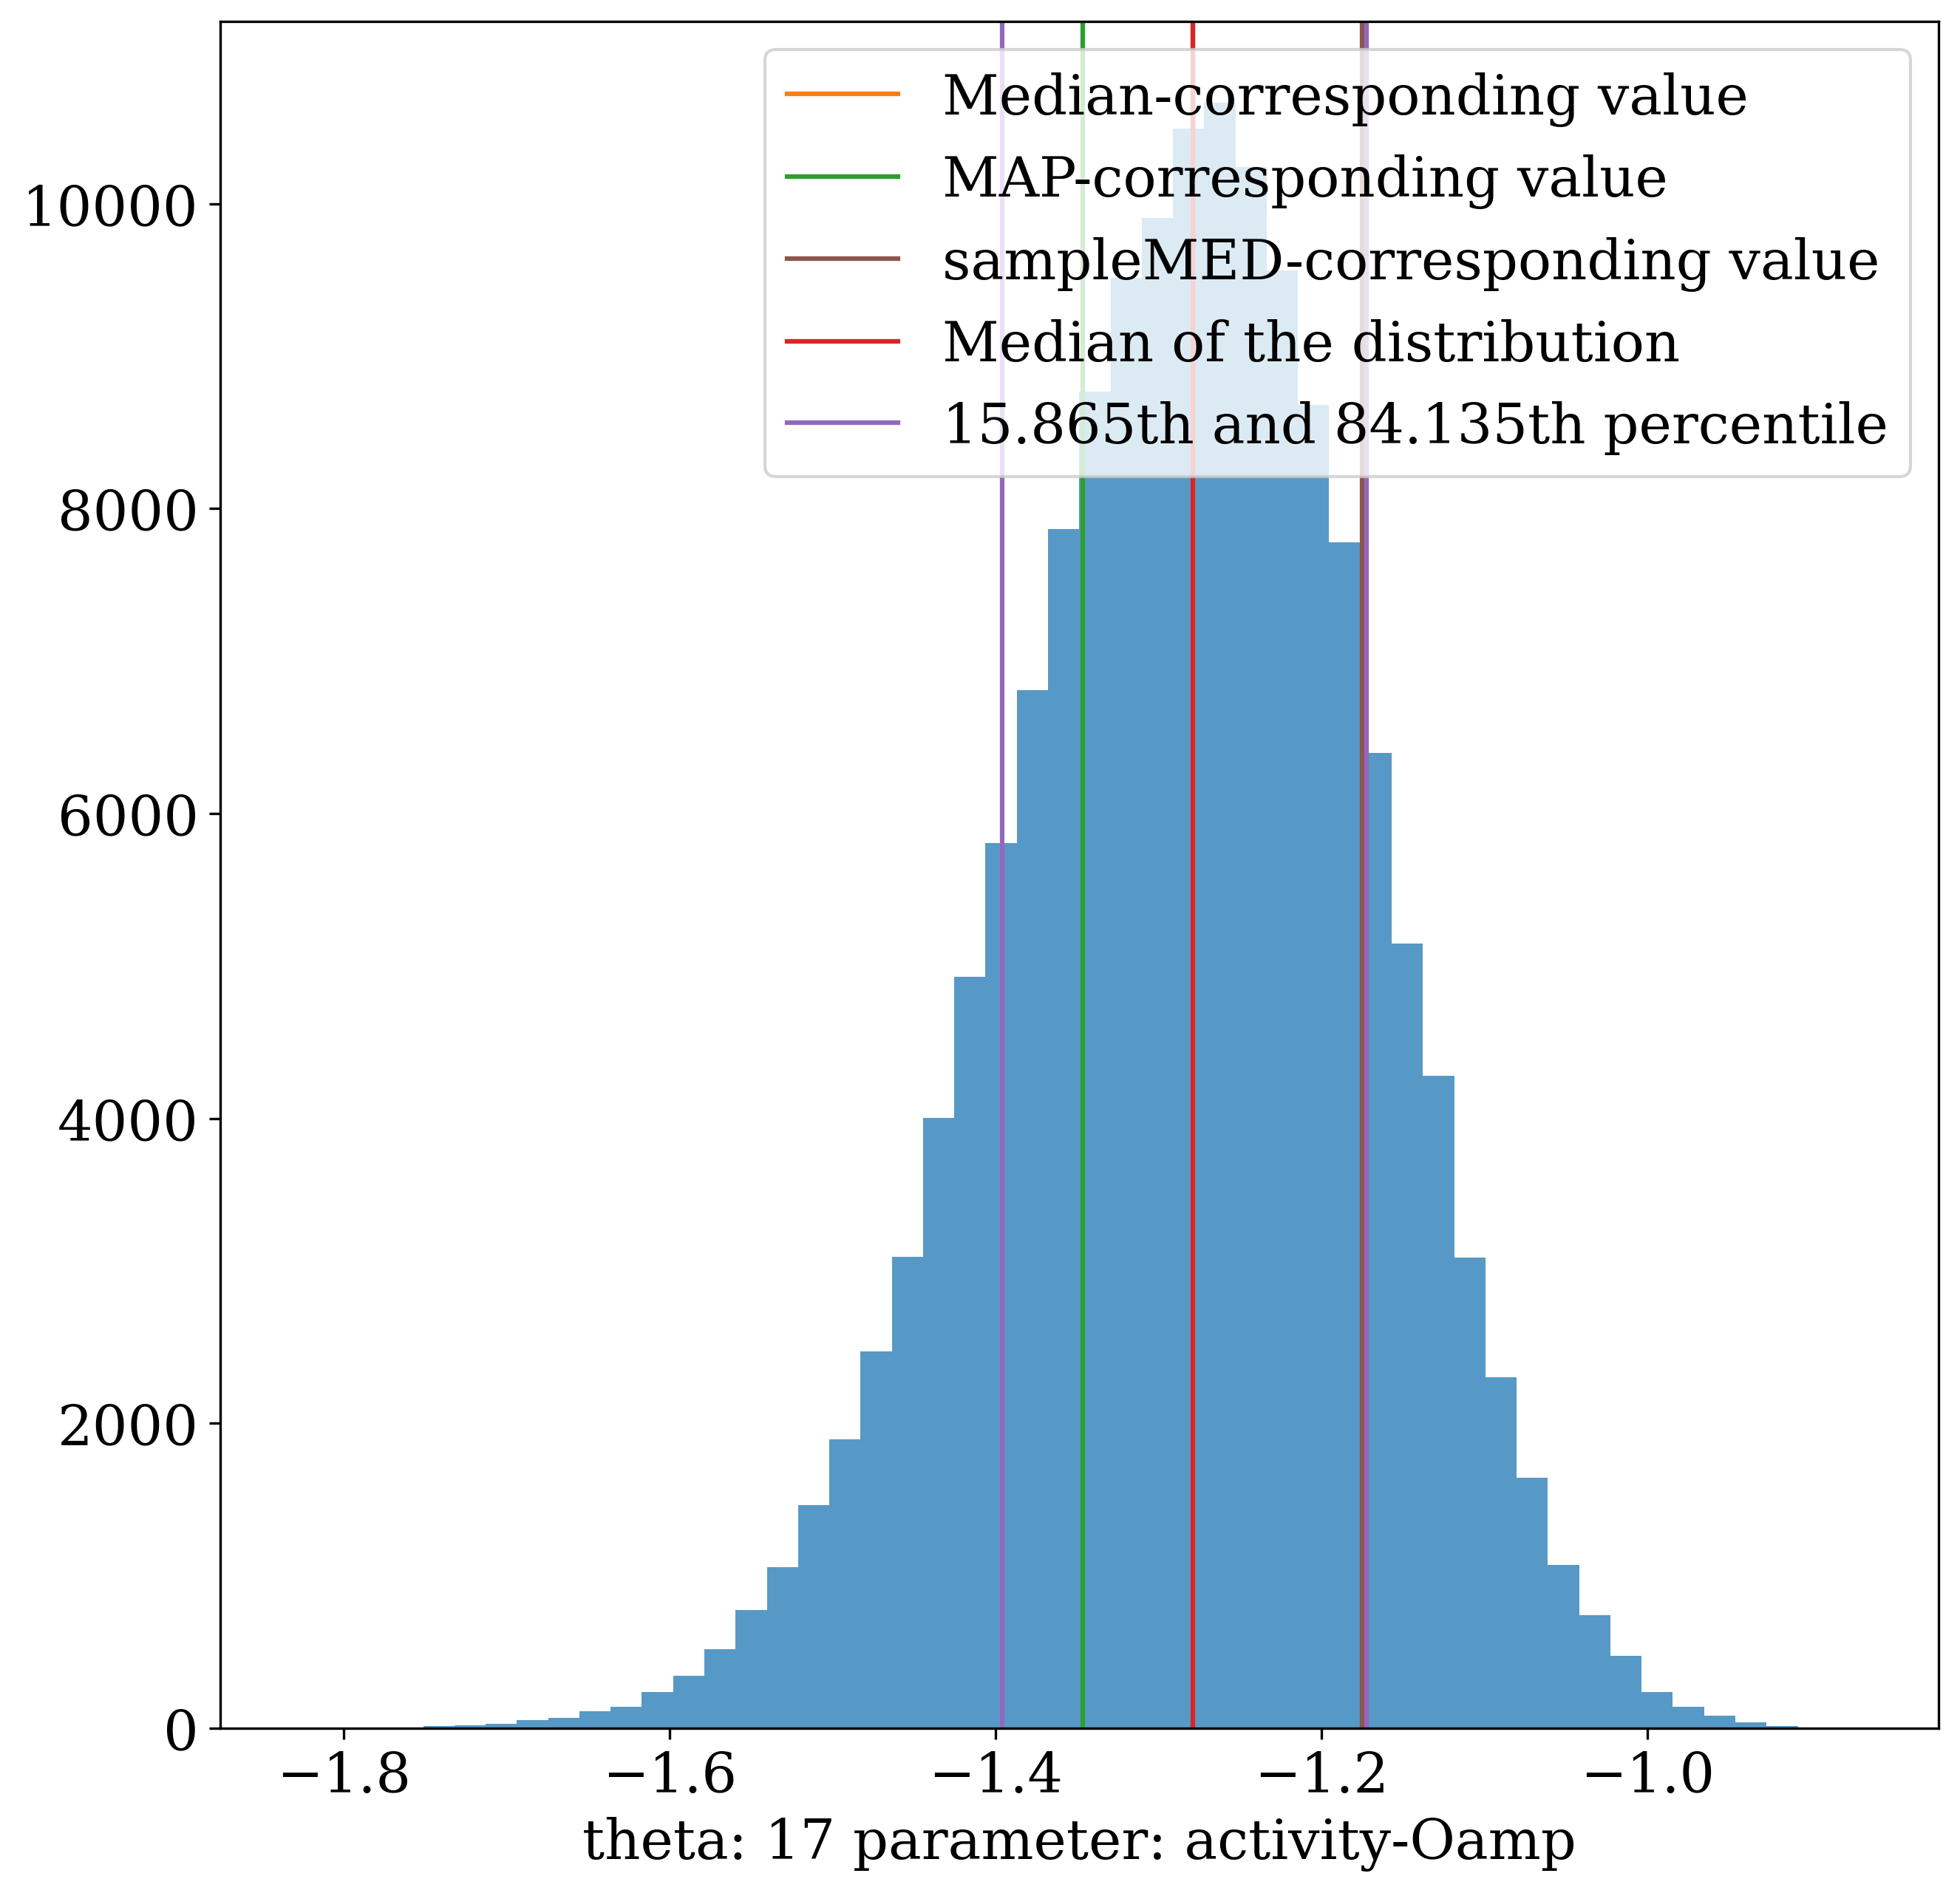 Median-corresponding value
MAP-corresponding value
sampleMED-corresponding value
Median of the distribution
15.865th and 84.135th percentile
10000
8000
6000
4000
2000
0
−1.8 −1.6 −1.4 −1.2 −1.0
theta: 17 parameter: activity-Oamp